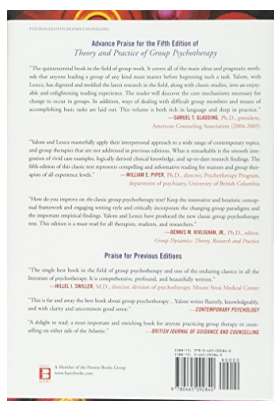 PSYCHOLOGY/PSYCHIATRY/COUNSELING
Advance Praise for the Fifth Edition of
Theory and Practice of Group Psychotherapy
"The quintessential book in the field of group work. It covers all of the main ideas and pragmatic meth-
ods that anyone leading a group of any kind must master before beginning such a task. Yalom, with
Leszcz, has digested and molded the latest research in the field, along with classic studies, into an enjoy-
able and enlightening reading experience. The reader will discover the core mechanisms necessary for
change to occur in groups. In addition, ways of dealing with difficult group members and means of
accomplishing basic tasks are laid out. This volume is both rich in language and deep in practice."
—SAMUEL T. GLADDING, PH.D., president,
American Counseling Association (2004-2005)
"Yalom and Leszcz masterfully apply their interpersonal approach to a wide range of contemporary topics,
and group therapies that are not addressed in previous editions. What is remarkable is the smooth inte-
gration of vivid case examples, logically derived clinical knowledge, and up-to-date research findings. The
fifth edition of this classic text represents compelling and informative reading for trainees and group ther-
apists of all experience levels."
—WILLIAM E. PIPER, Ph.D., director, Psychotherapy Program,
department of psychiatry, University of British Columbia
"How do you improve on the classic group psychotherapy text? Keep the innovative and heuristic concep-
tual framework and engaging writing style and critically incorporate the changing group paradigms and
the important empirical findings. Yalom and Leszcz have produced the new classic group psychotherapy
text. This edition is a must read for all therapists, students, and researchers."
—DENNIS M. KIVLIGHAN, JR., PH.D., editor,
Group Dynamics: Theory, Research and Practice
Praise for Previous Editions
"The single best book in the field of group psychotherapy and one of the enduring classics in all the
literature of psychotherapy. It is comprehensive, profound, and beautifully written."
—HILLEL I. SWILLER, M.D., director, division of psychotherapy, Mount Sinai Medical Center
"This is far and away the best book about group psychotherapy . . Yalom writes fluently, knowledgeably,
and with clarity and uncommon good sense."
—CONTEMPORARY PSYCHOLOGY
"A delight to read; a more important and enriching book for anyone practicing group therapy or coun-
selling on either side of the Atlantic."
—BRITISH JOURNAL OF GUIDANCE AND COUNSELLING
B
A Member of the Perseus Books Group
www.basicbooks.com
9 780465 092840